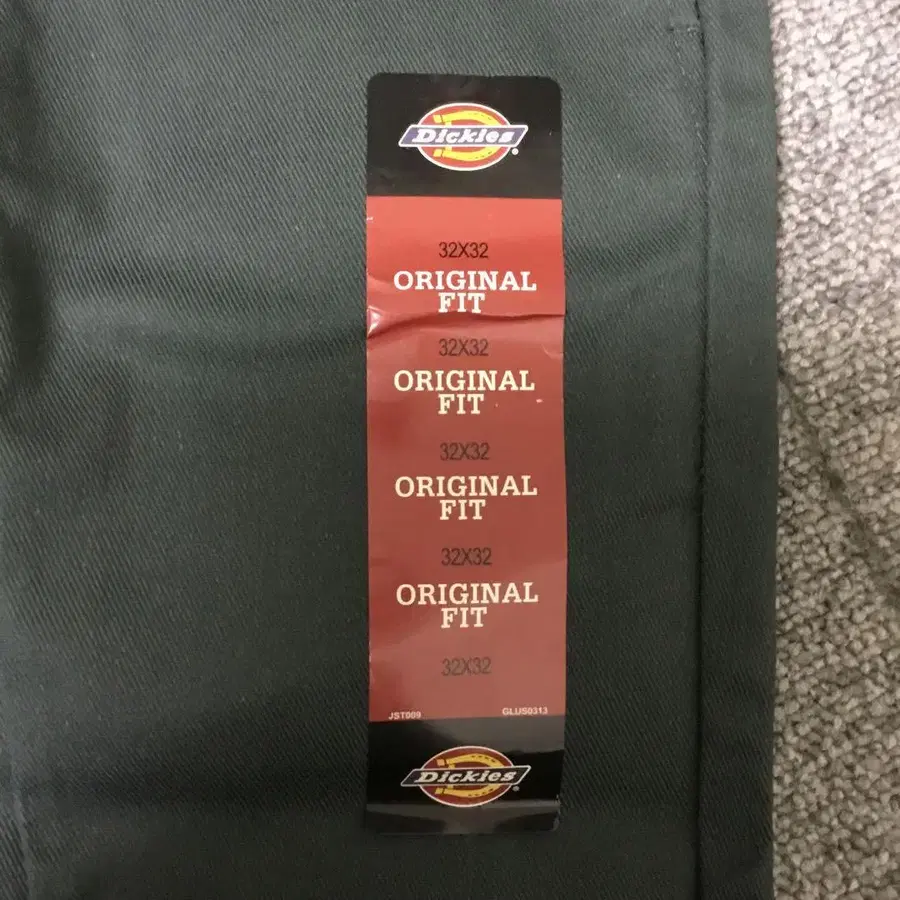 Dickies
32X32
ORIGINAL
FIT
32X32
ORIGINAL
FIT
32X32
ORIGINAL
FIT
32X32
ORIGINAL
FIT
32X32
JST009 GLUS0313
Dickies